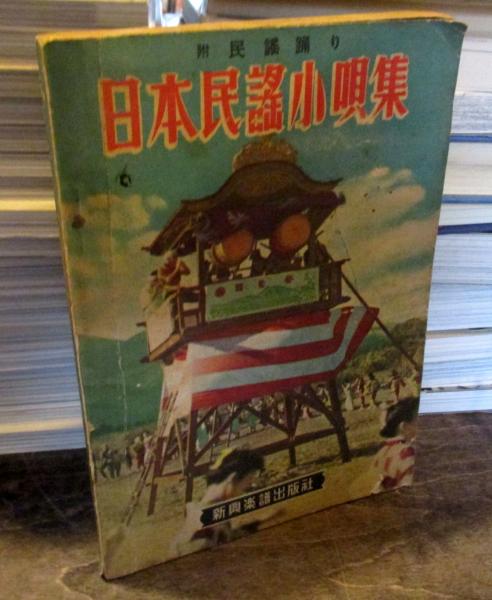 附 民謠踊り
日本民謠小唄集
新興楽譜出版社